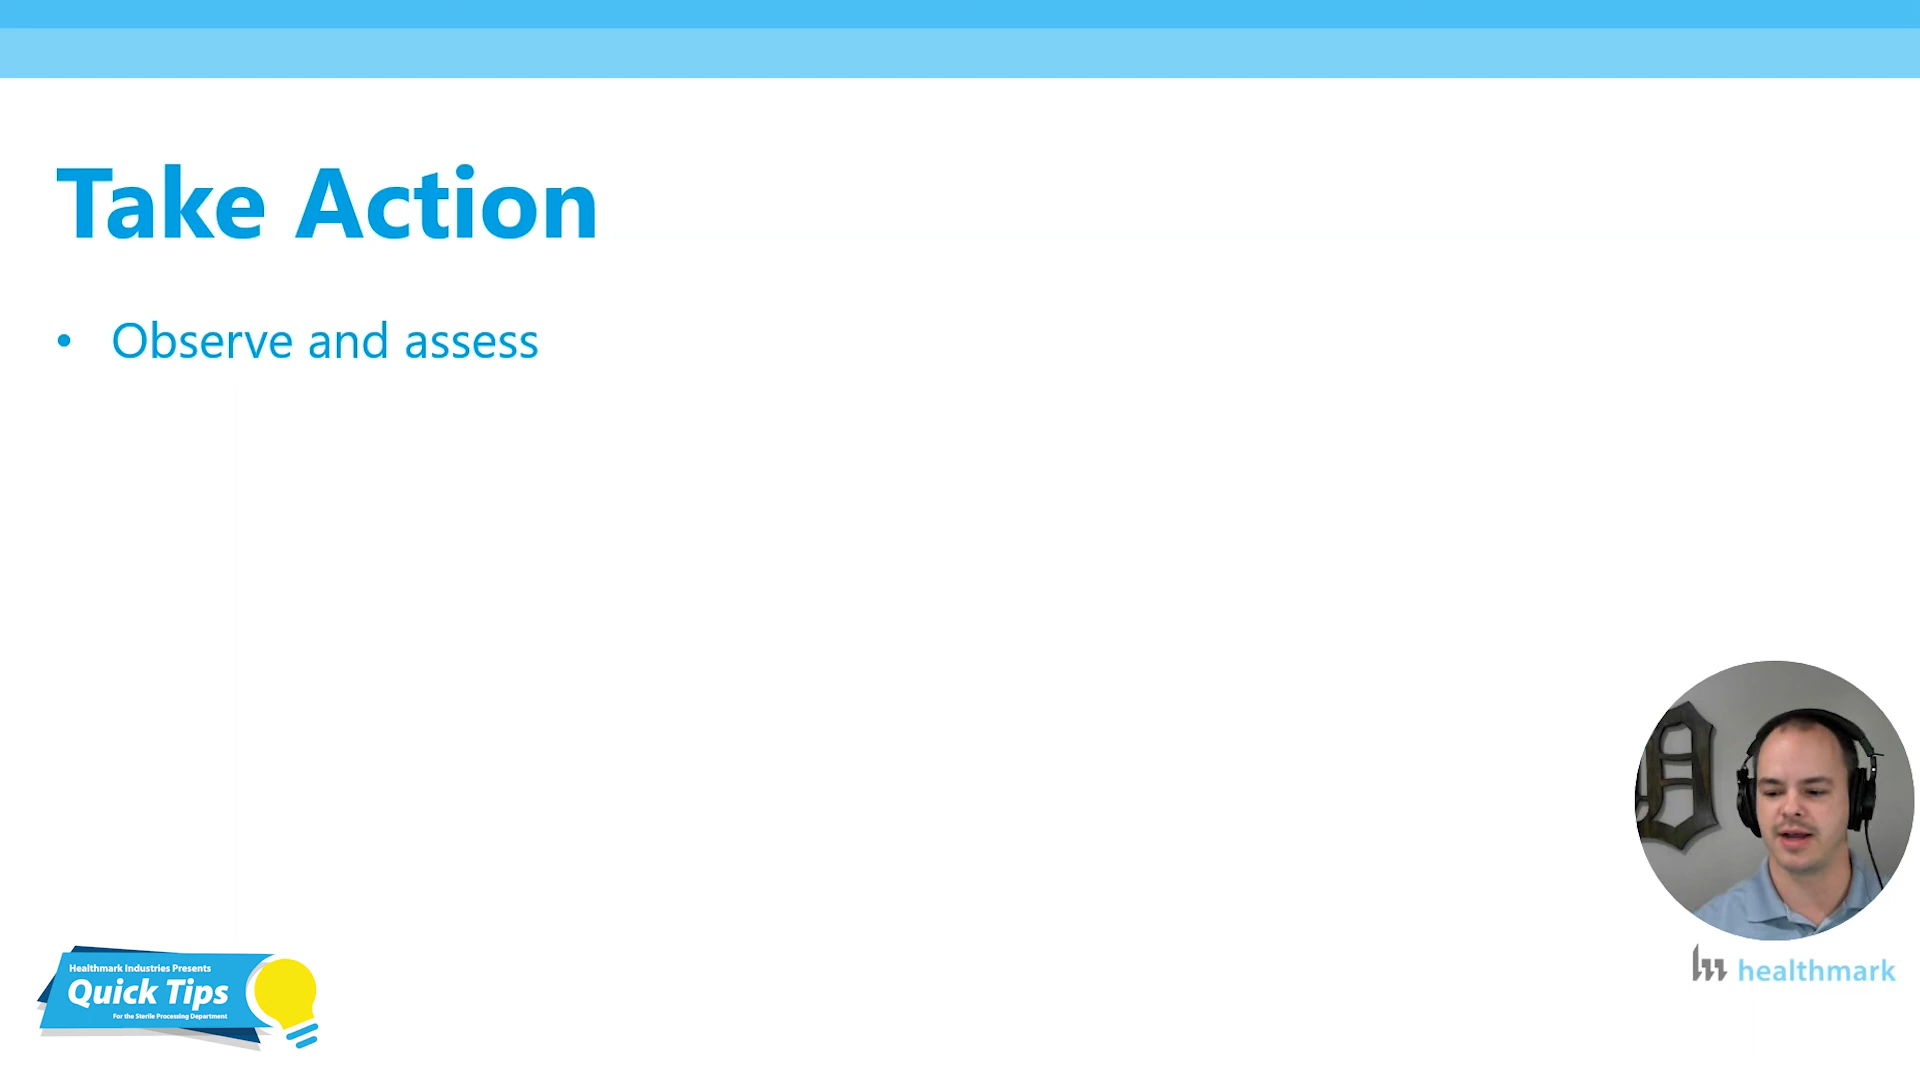 Take Action
• Observe and assess
Healthmark Industries Presents
Quick Tips
For the Sterile Processing Department
healthmark